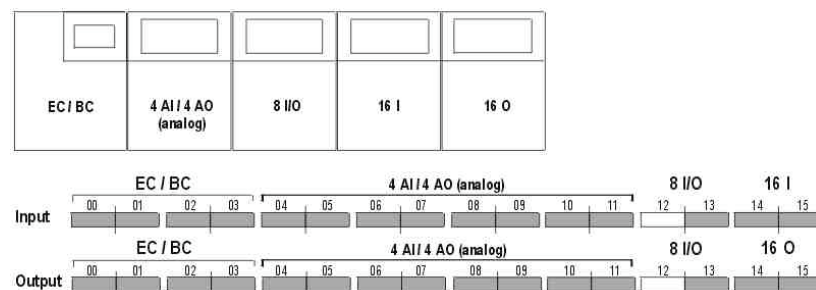 EC / BC
4 AI / 4 AO
(analog)
8 I/O
16 I
16 O
EC / BC
4 AI / 4 AO (analog)
8 I/O
16 I
Input
00 01 02 03 04 05 06 07 08 09 10 11 12 13 14 15
EC / BC
4 AI / 4 AO (analog)
8 I/O
16 O
Output
00 01 02 03 04 05 06 07 08 09 10 11 12 13 14 15